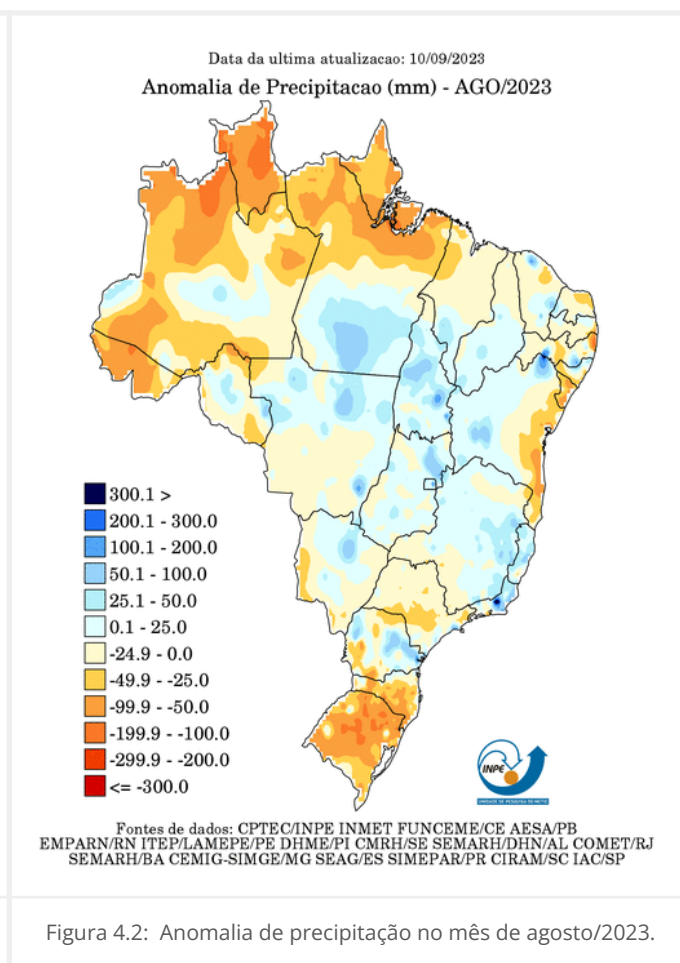 Data da ultima atualizacao: 10/09/2023
Anomalia de Precipitacao (mm) - AGO/2023
300.1 >
200.1 - 300.0
100.1 - 200.0
50.1 - 100.0
25.1 - 50.0
0.1 - 25.0
-24.9 - 0.0
-49.9 - -25.0
-99.9 - -50.0
-199.9 - -100.0
-299.9 - -200.0
<= -300.0
INPE
Fontes de dados: CPTEC/INPE INMET FUNCEME/CE AESA/PB
EMPARN/RN ITEP/LAMEPE/PE DHME/PI CMRH/SE SEMARH/DHN/AL COMET/RJ
SEMARH/BA CEMIG-SIMGE/MG SEAG/ES SIMEPAR/PR CIRAM/SC IAC/SP
Figura 4.2: Anomalia de precipitação no mês de agosto/2023.